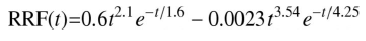 RRF(t)=0.6t^2.1 e^−t/1.6 − 0.0023t^3.54 e^−t/4.25